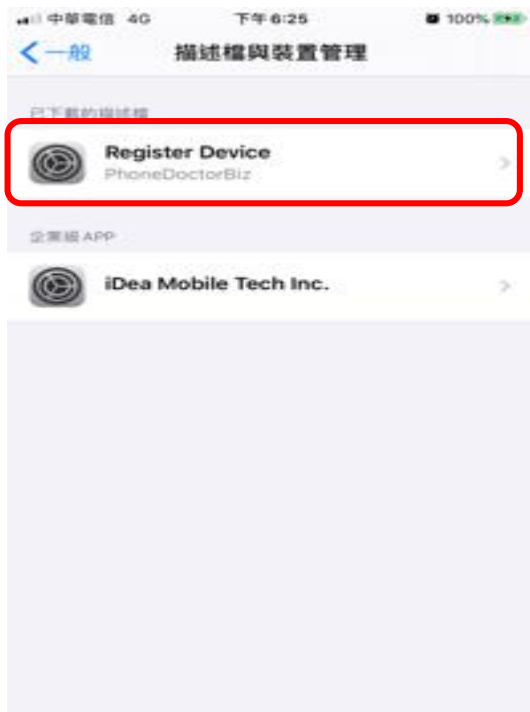 中華電信 4G 下午6:25 100%
一般 描述檔與裝置管理
已下載的描述檔
Register Device
PhoneDoctorBiz
企業級 APP
iDea Mobile Tech Inc.